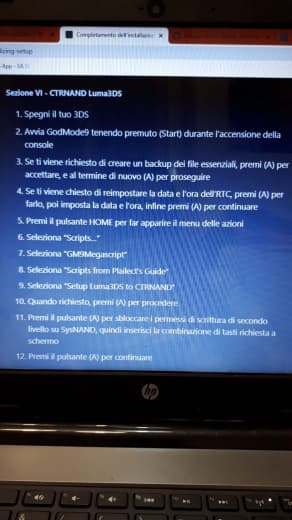 Completamento dell'installazione
lizing-setup
Sezione VI - CTRNAND Luma3DS
1. Spegni il tuo 3DS
2. Avvia GodMode9 tenendo premuto (Start) durante l'accensione della
console
3. Se ti viene richiesto di creare un backup dei file essenziali, premi (A) per
accettare, e al termine di nuovo (A) per proseguire
4. Se ti viene chiesto di reimpostare la data e l'ora dell'RTC, premi (A) per
farlo, poi imposta la data e l'ora, infine premi (A) per continuare
5. Premi il pulsante HOME per far apparire il menu delle azioni
6. Seleziona "Scripts..."
7. Seleziona "GM9Megascript"
8. Seleziona "Scripts from Plailect's Guide"
9. Seleziona "Setup Luma3DS to CTRNAND"
10. Quando richiesto, premi (A) per procedere
11. Premi il pulsante (A) per sbloccare i permessi di scrittura di secondo
livello su SysNAND, quindi inserisci la combinazione di tasti richiesta a
schermo
12. Premi il pulsante (A) per continuare
hp